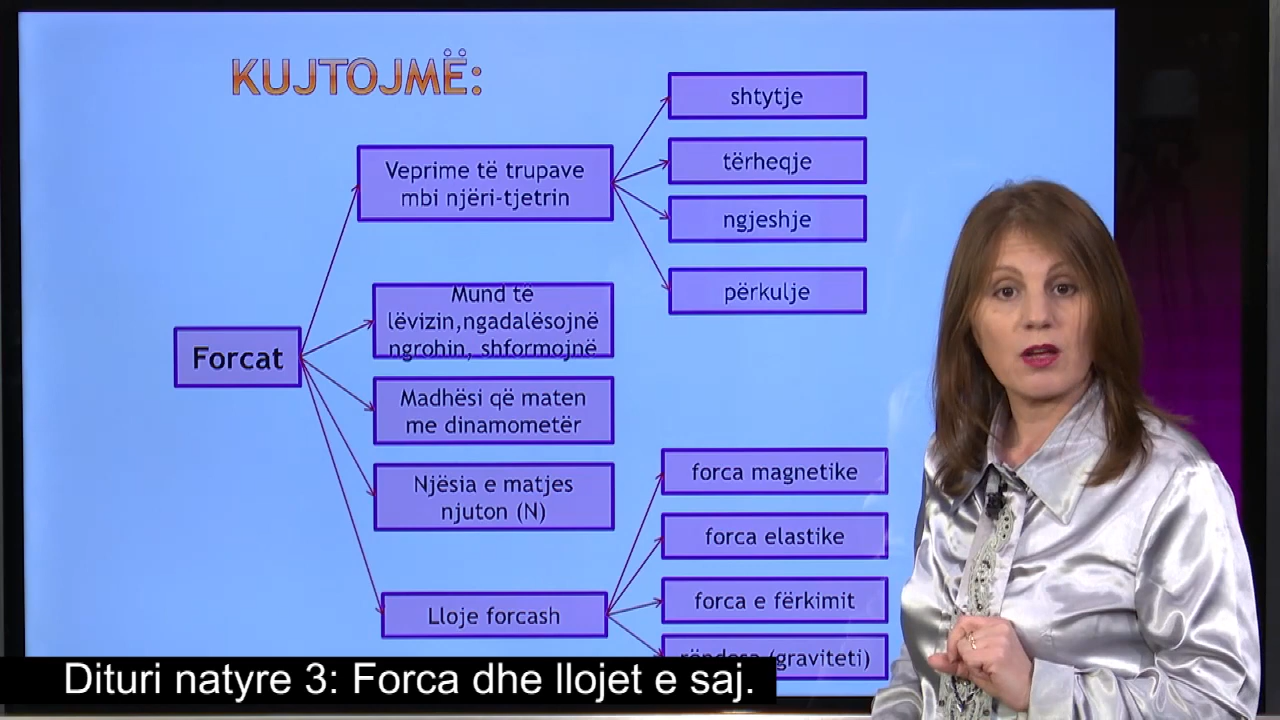 KUJTOJMË:
Forcat
Veprime të trupave
mbi njëri-tjetrin
shtytje
tërheqje
ngjeshje
përkulje
Mund të
lëvizin,ngadalësojnë
ngrohin, shformojnë
Madhësi që maten
me dinamometër
Njësia e matjes
njuton (N)
Lloje forcash
forca magnetike
forca elastike
forca e fërkimit
(graviteti)
Dituri natyre 3: Forca dhe llojet e saj.